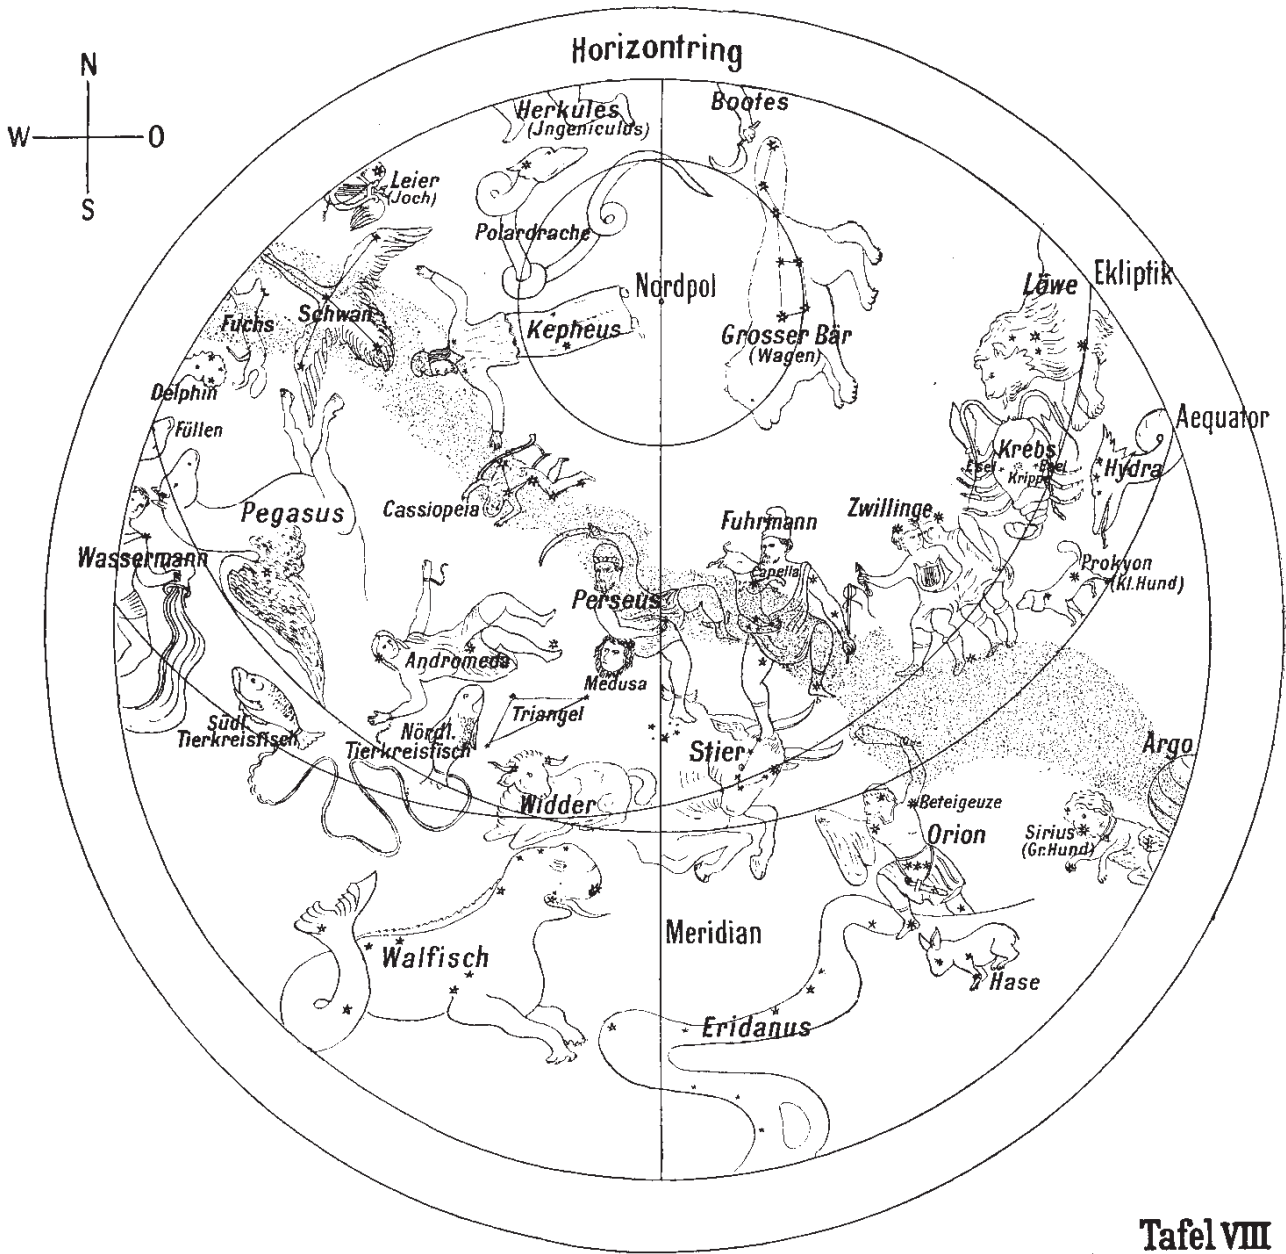 Horizontring
N
W O
S
Herkules
(Jngeniculus)
Bootes
Leier
(Joch)
Polardrache
Nordpol
Löwe
Ekliptik
Fuchs
Schwan
Kepheus
Grosser Bär
(Wagen)
Delphin
Füllen
Aequator
Krebs
Esel
Esel
Krippe
Hydra
Pegasus
Cassiopeia
Fuhrmann
Zwillinge
Wassermann
Capella
Prokyon
(Kl.Hund)
Perseus
Andromeda
Medusa
Südl.
Tierkreisfisch
Nördl.
Tierkreisfisch
Triangel
Stier
Argo
Widder
Beteigeuze
Orion
Sirius
(Gr.Hund)
Meridian
Walfisch
Hase
Eridanus
Tafel VIII